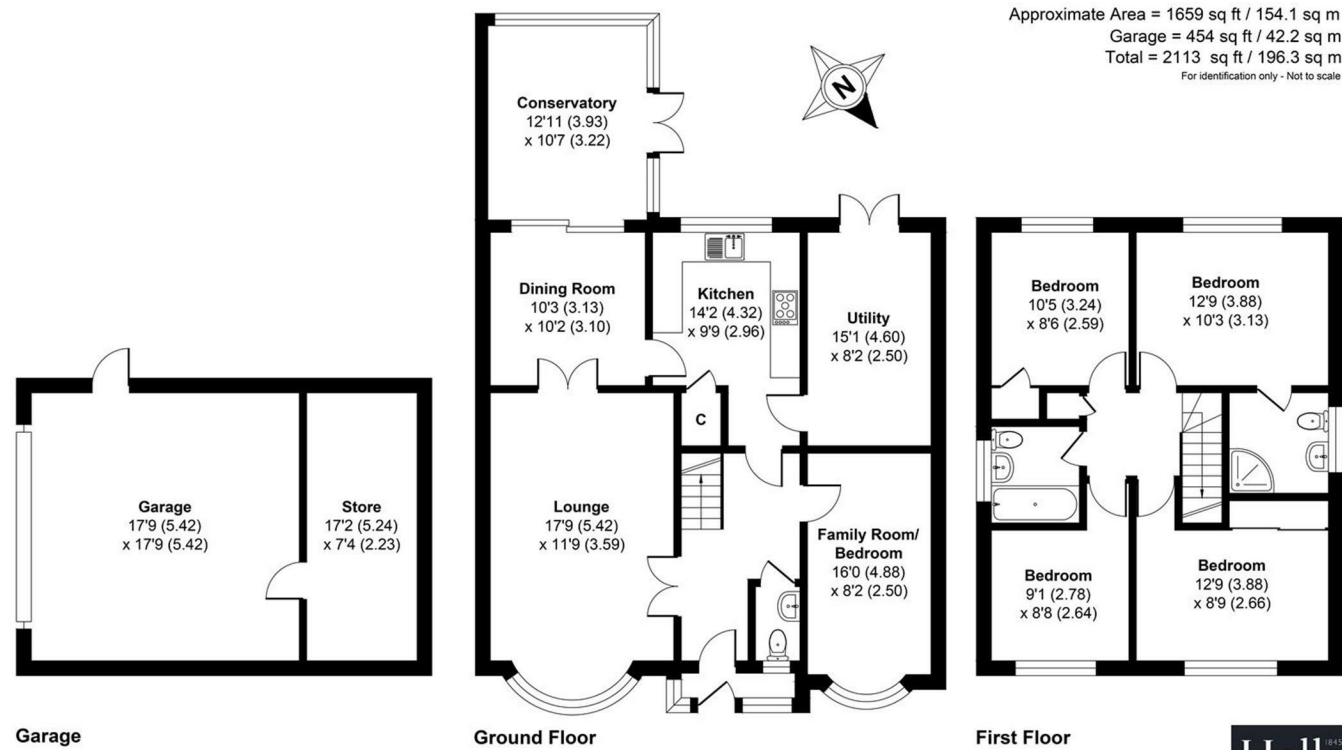 Approximate Area = 1659 sq ft / 154.1 sq m
Garage = 454 sq ft / 42.2 sq m
Total = 2113 sq ft / 196.3 sq m
For identification only - Not to scale
N
Conservatory
12'11 (3.93)
x 10'7 (3.22)
Dining Room
10'3 (3.13)
x 10'2 (3.10)
Kitchen
14'2 (4.32)
x 9'9 (2.96)
Utility
15'1 (4.60)
x 8'2 (2.50)
C
Lounge
17'9 (5.42)
x 11'9 (3.59)
Family Room/
Bedroom
16'0 (4.88)
x 8'2 (2.50)
Bedroom
10'5 (3.24)
x 8'6 (2.59)
Bedroom
12'9 (3.88)
x 10'3 (3.13)
Bedroom
9'1 (2.78)
x 8'8 (2.64)
Bedroom
12'9 (3.88)
x 8'9 (2.66)
Garage
17'9 (5.42)
x 17'9 (5.42)
Store
17'2 (5.24)
x 7'4 (2.23)
Garage
Ground Floor
First Floor
1845